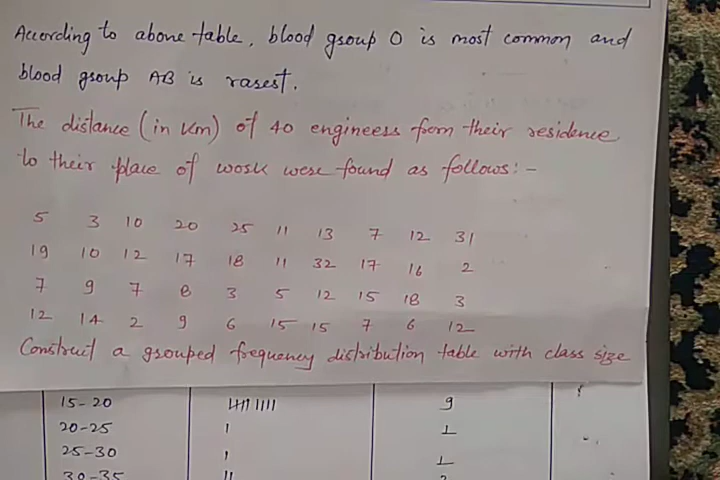 According to above table, blood group O is most common and
blood group AB is rarest.
The distance (in Km) of 40 engineers from their residence
to their place of work were found as follows:-
5 3 10 20 25 11 13 7 12 31
19 10 12 17 18 11 32 17 16 2
7 9 7 8 3 5 12 15 18 3
12 14 2 9 6 15 15 7 6 12
Construct a grouped frequency distribution table with class size
15-20 9
20-25 1
25-30 1
30-35